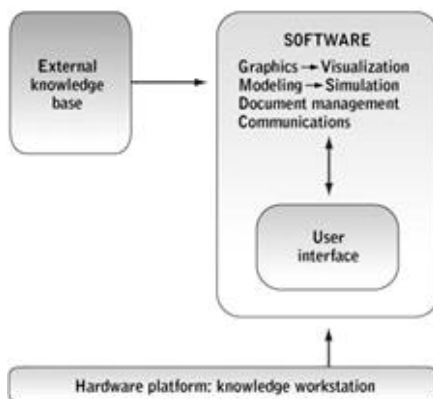 External
knowledge
base
SOFTWARE
Graphics → Visualization
Modeling → Simulation
Document management
Communications
User
interface
Hardware platform: knowledge workstation